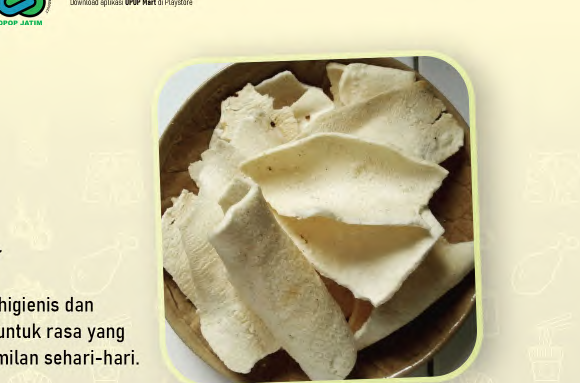 Download aplikasi OPOP Mart di Playstore
OPOP JATIM
higienis dan
untuk rasa yang
milan sehari-hari.